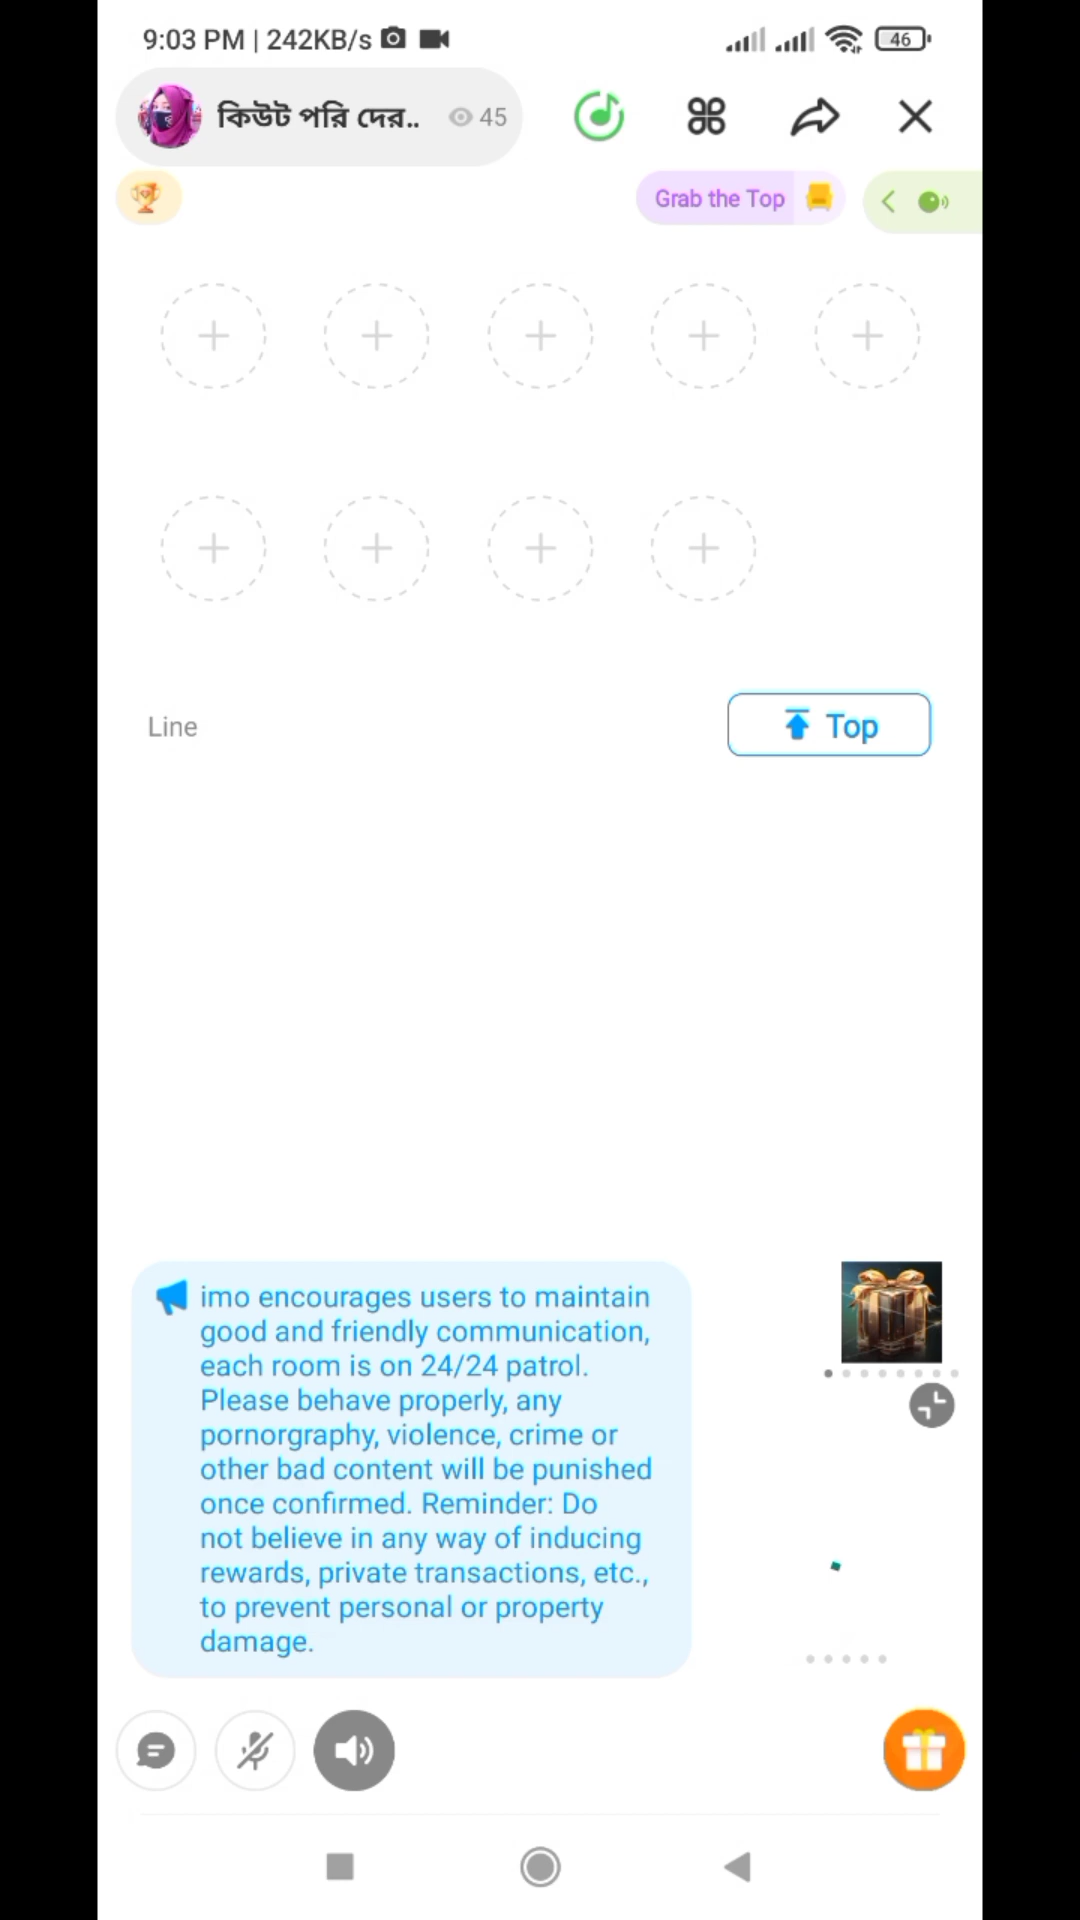 9:03 PM | 242KB/s
46
কিউট পরি দের..
45
Grab the Top
Line
Top
imo encourages users to maintain
good and friendly communication,
each room is on 24/24 patrol.
Please behave properly, any
pornorgraphy, violence, crime or
other bad content will be punished
once confirmed. Reminder: Do
not believe in any way of inducing
rewards, private transactions, etc.,
to prevent personal or property
damage.